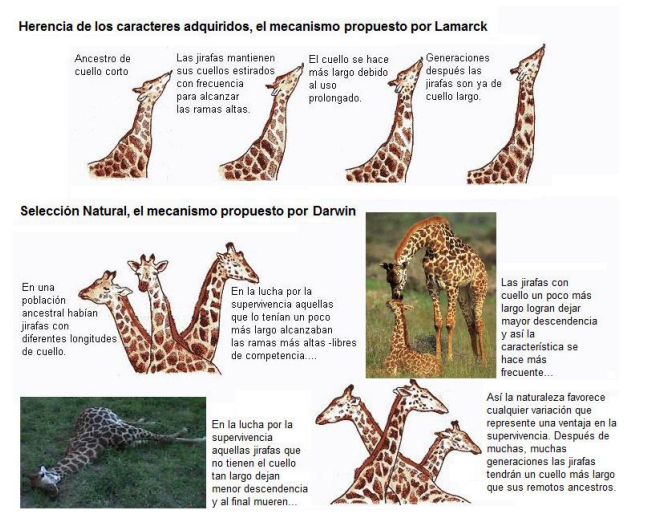 Herencia de los caracteres adquiridos, el mecanismo propuesto por Lamarck
Ancestro de
cuello corto
Las jirafas mantienen
sus cuellos estirados
con frecuencia
para alcanzar
las ramas altas.
El cuello se hace
más largo debido
al uso
prolongado.
Generaciones
después las
jirafas son ya de
cuello largo.
Selección Natural, el mecanismo propuesto por Darwin
En una
población
ancestral habían
jirafas con
diferentes longitudes
de cuello.
En la lucha por la
supervivencia aquellas
que lo tenían un poco
más largo alcanzaban
las ramas más altas -libres
de competencia....
Las jirafas con
cuello un poco más
largo logran dejar
mayor descendencia
y así la
característica se
hace más
frecuente...
En la lucha por la
supervivencia
aquellas jirafas que
no tienen el cuello
tan largo dejan
menor descendencia
y al final mueren...
Así la naturaleza favorece
cualquier variación que
represente una ventaja en la
supervivencia. Después de
muchas, muchas
generaciones las jirafas
tendrán un cuello más largo
que sus remotos ancestros.